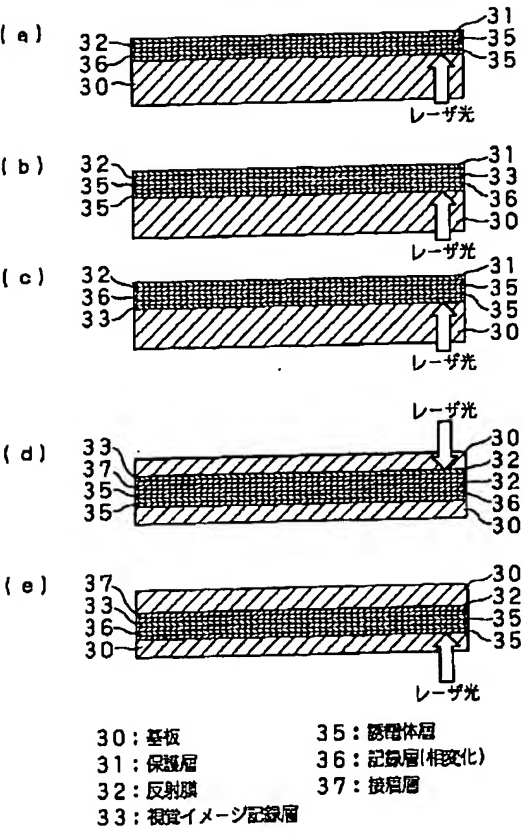 (a)
31
32
35
36
35
30
レーザ光
(b)
32
31
35
33
35
36
30
レーザ光
(c)
32
31
36
35
33
35
30
レーザ光
レーザ光
(d)
33
30
37
32
35
32
35
36
30
(e)
37
30
33
32
36
35
30
35
レーザ光
30:基板
31:保護層
32:反射膜
33:視覚イメージ記録層
35:誘電体層
36:記録層(相変化)
37:接着層